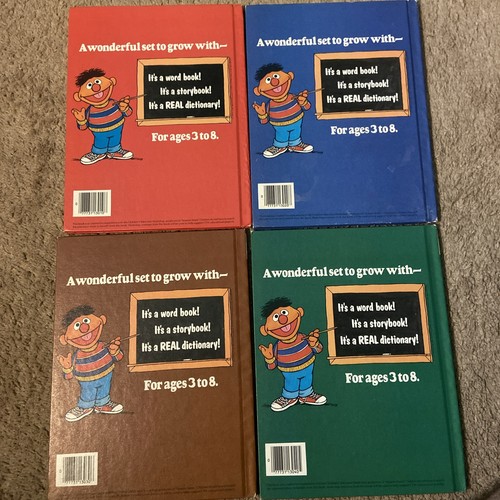 A wonderful set to grow with—
It's a word book!
It's a storybook!
It's a REAL dictionary!
For ages 3 to 8.
A wonderful set to grow with—
It's a word book!
It's a storybook!
It's a REAL dictionary!
For ages 3 to 8.
A wonderful set to grow with—
It's a word book!
It's a storybook!
It's a REAL dictionary!
For ages 3 to 8.
A wonderful set to grow with—
It's a word book!
It's a storybook!
It's a REAL dictionary!
For ages 3 to 8.